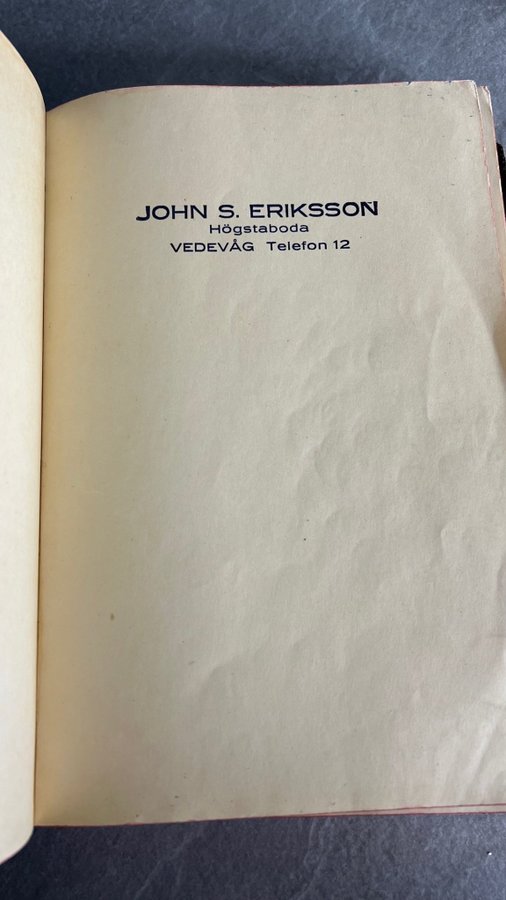 JOHN S. ERIKSSON
Högstaboda
VEDEVÅG Telefon 12